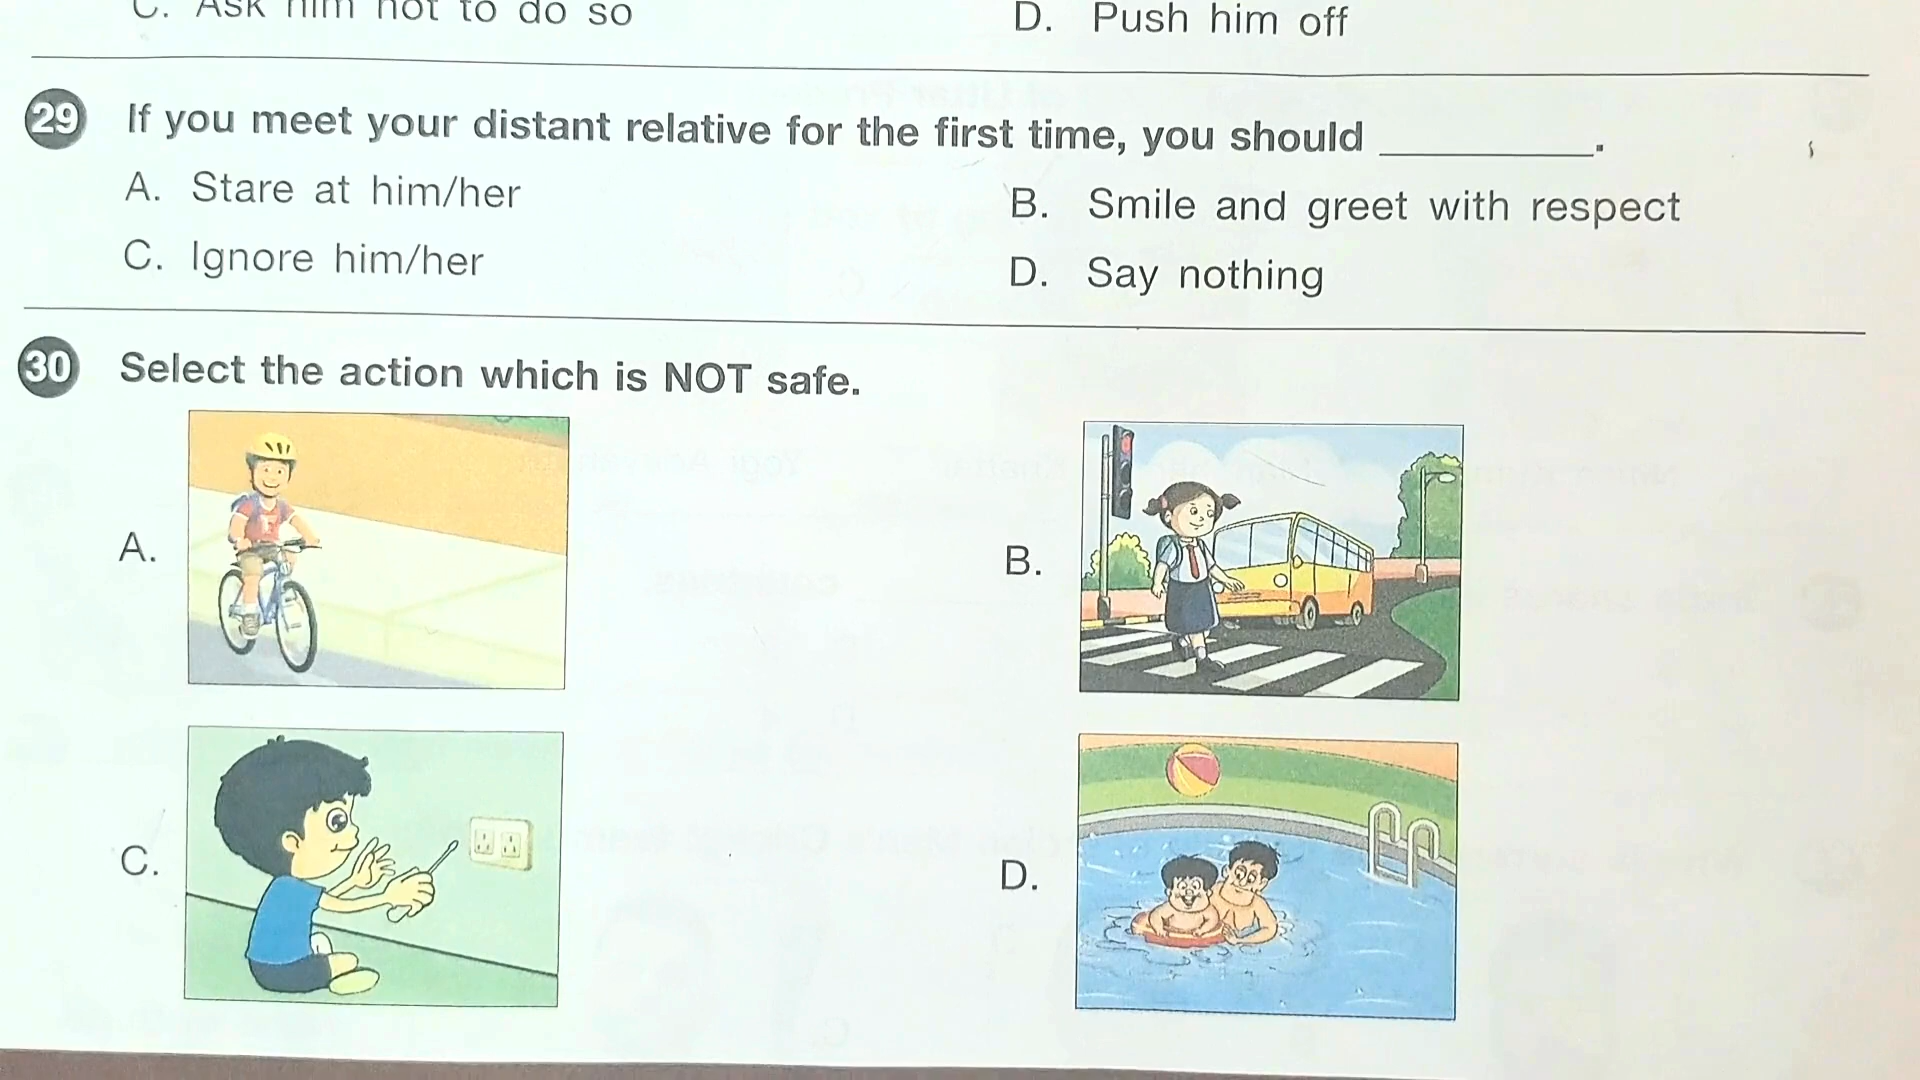 C. Ask him not to do so D. Push him off
29 If you meet your distant relative for the first time, you should __________.
A. Stare at him/her B. Smile and greet with respect
C. Ignore him/her D. Say nothing
30 Select the action which is NOT safe.
A. B.
C. D.